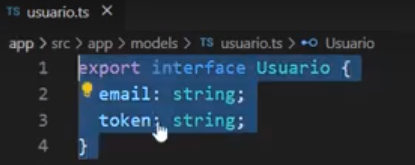 TS usuario.ts ×
app > src > app > models > TS usuario.ts > Usuario
1 export interface Usuario {
2 email: string;
3 token: string;
4 }